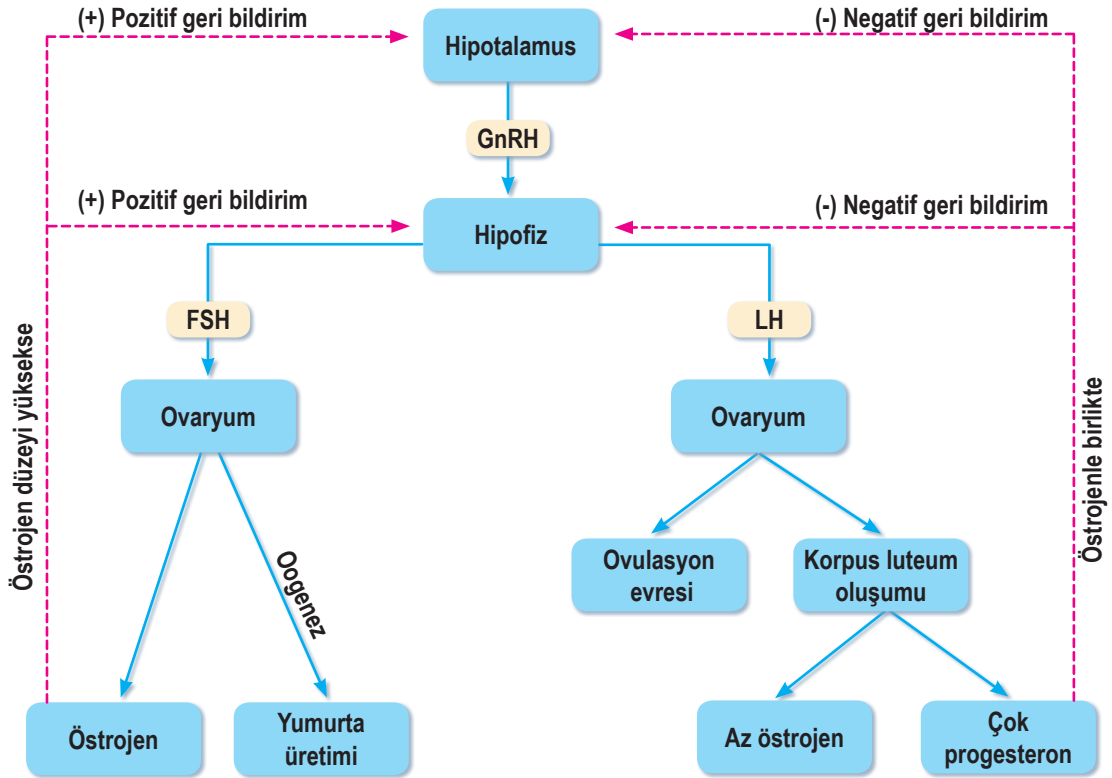 (+) Pozitif geri bildirim
(-) Negatif geri bildirim
Hipotalamus
GnRH
(+) Pozitif geri bildirim
(-) Negatif geri bildirim
Hipofiz
FSH
LH
Östrojen düzeyi yüksekse
Östrojenle birlikte
Ovaryum
Ovaryum
Oogenez
Ovulasyon
evresi
Korpus luteum
oluşumu
Östrojen
Yumurta
üretimi
Az östrojen
Çok
progesteron